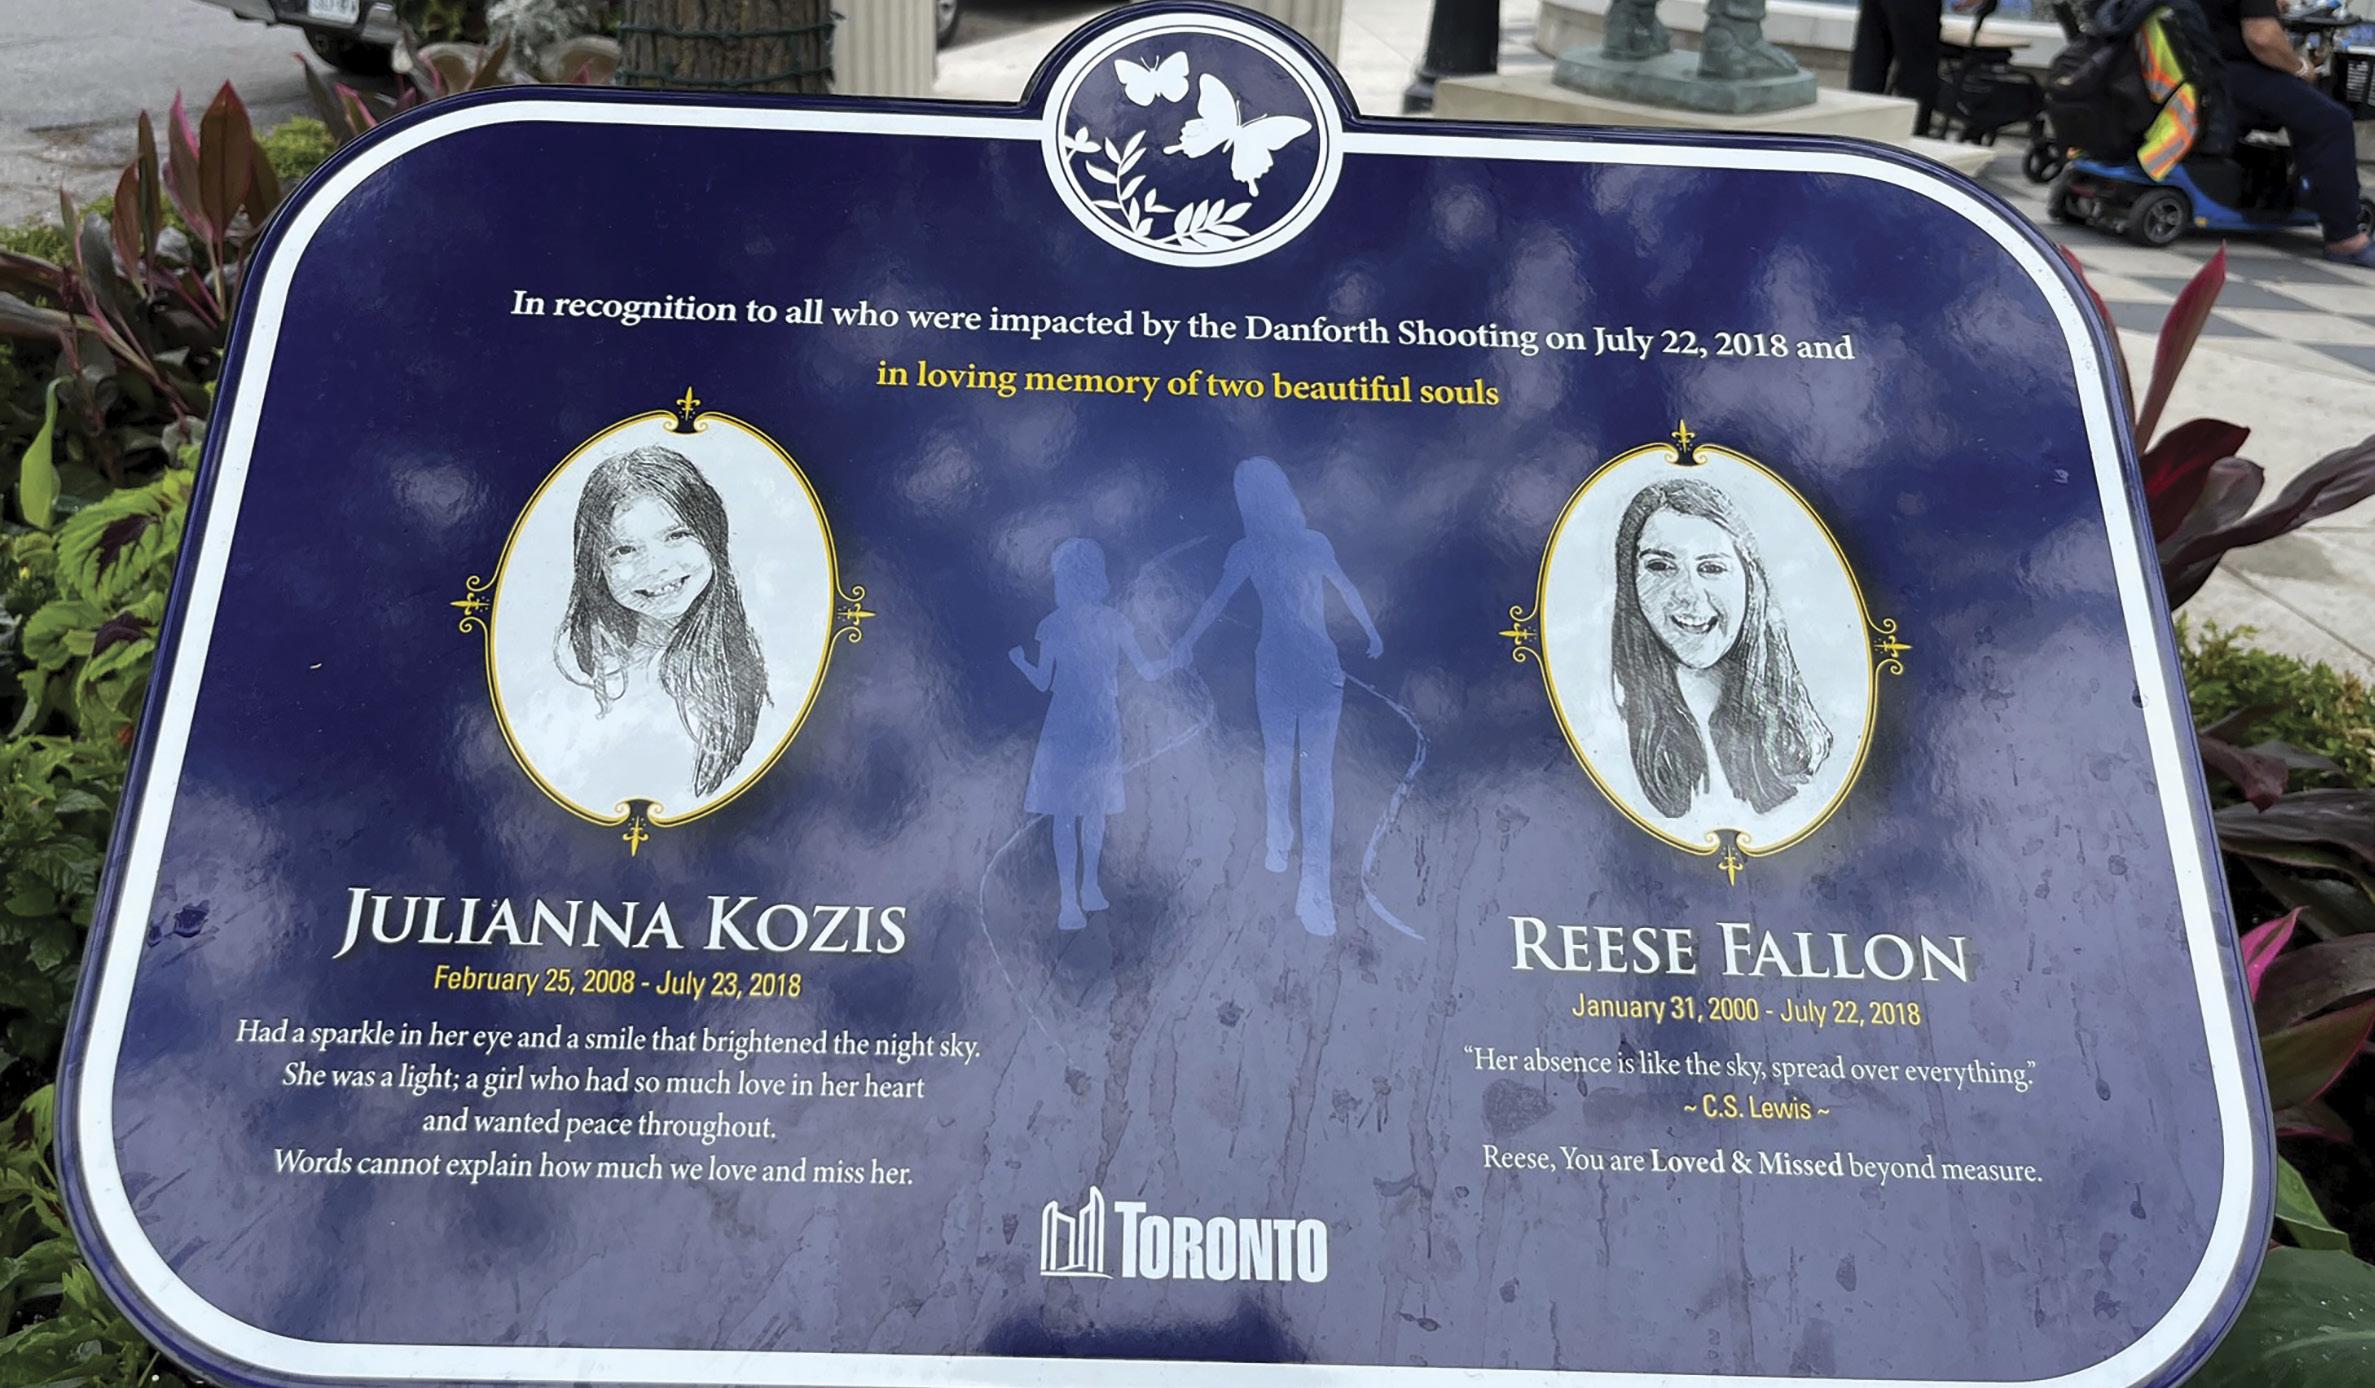 In recognition to all who were impacted by the Danforth Shooting on July 22, 2018 and
in loving memory of two beautiful souls
JULIANNA KOZIS
February 25, 2008 - July 23, 2018
Had a sparkle in her eye and a smile that brightened the night sky.
She was a light; a girl who had so much love in her heart
and wanted peace throughout.
Words cannot explain how much we love and miss her.
REESE FALLON
January 31, 2000 - July 22, 2018
“Her absence is like the sky, spread over everything.”
~ C.S. Lewis ~
Reese, You are Loved & Missed beyond measure.
TORONTO